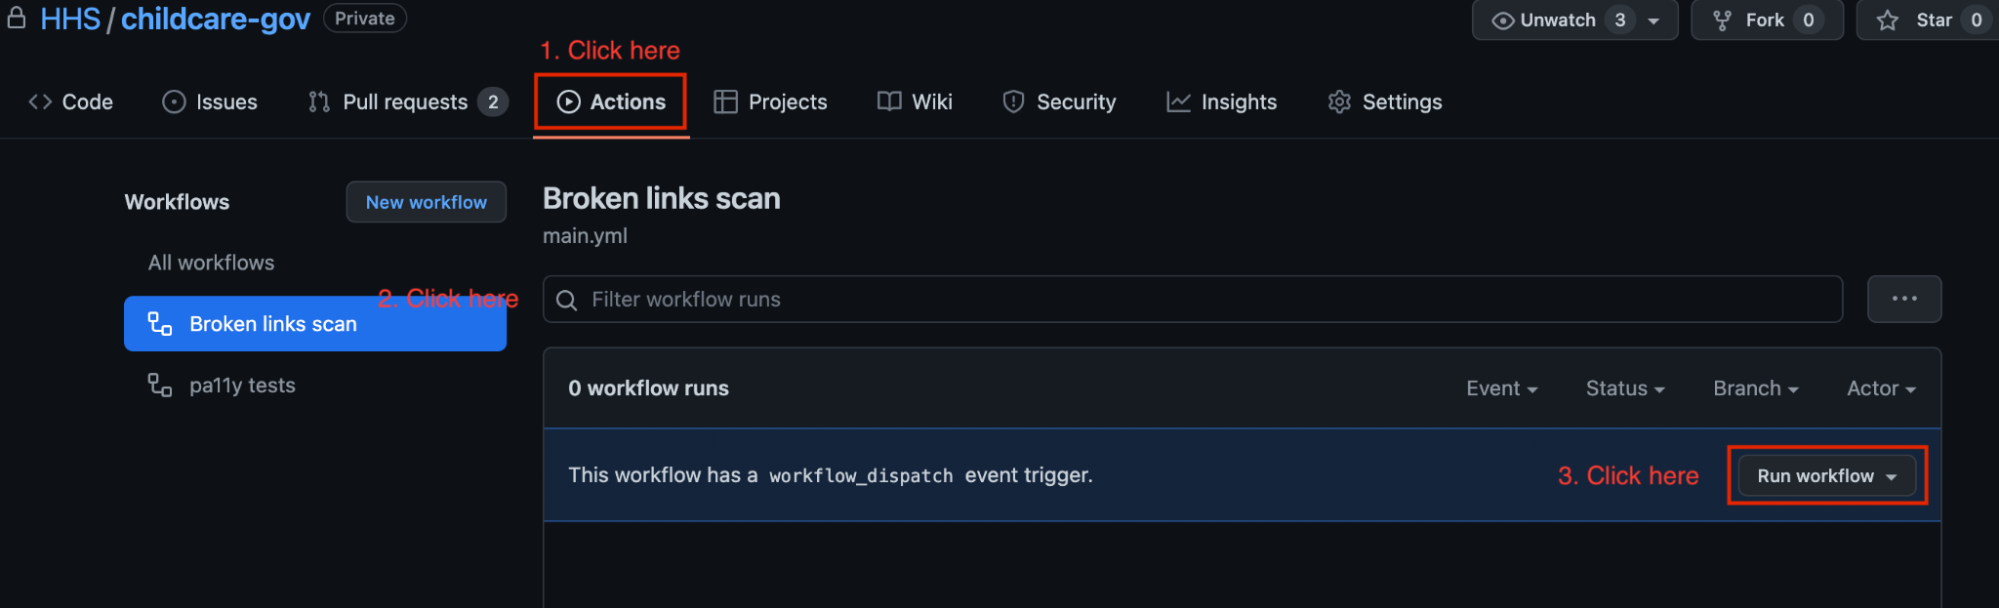 HHS / childcare-gov Private Unwatch 3 Fork 0 Star 0
1. Click here
Code Issues Pull requests 2 Actions Projects Wiki Security Insights Settings
Workflows New workflow
All workflows
2. Click here
Broken links scan
pa11y tests
Broken links scan
main.yml
Filter workflow runs ...
0 workflow runs Event Status Branch Actor
This workflow has a workflow_dispatch event trigger. 3. Click here Run workflow